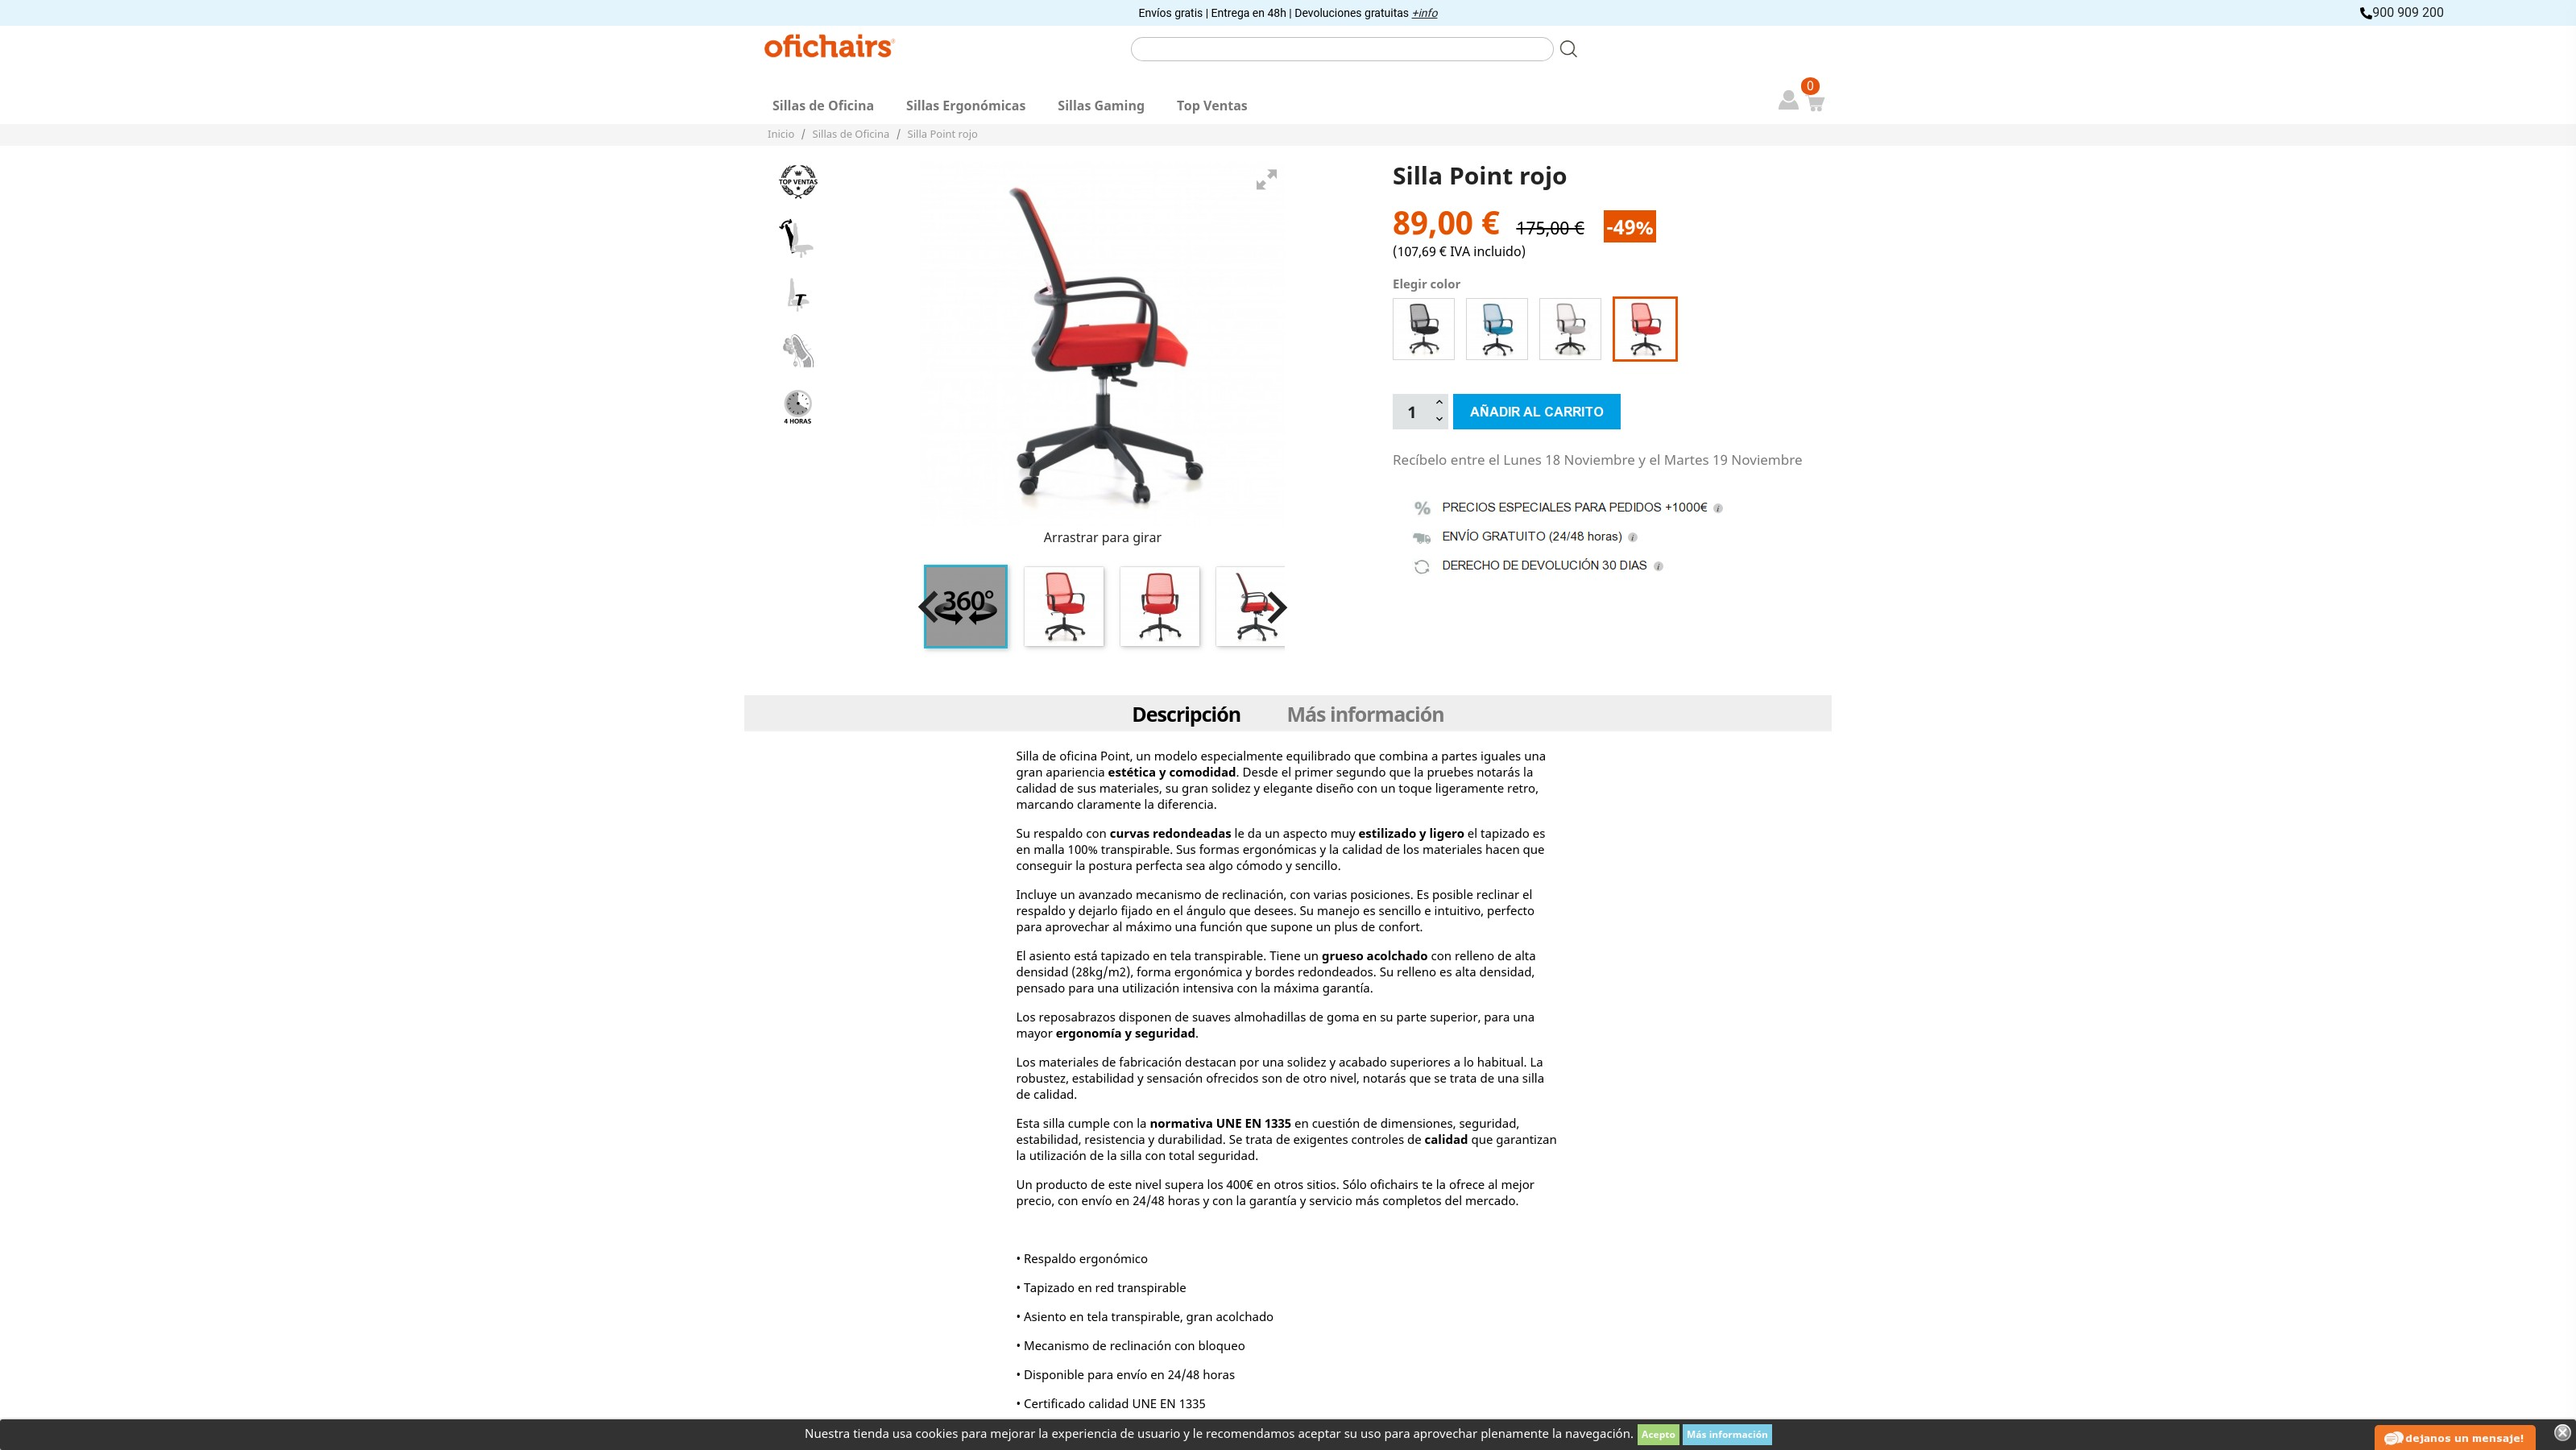 Envíos gratis | Entrega en 48h | Devoluciones gratuitas +info
900 909 200
ofichairs
0
Sillas de Oficina Sillas Ergonómicas Sillas Gaming Top Ventas
Inicio / Sillas de Oficina / Silla Point rojo
TOP VENTAS
4 HORAS
Arrastrar para girar
360°
Silla Point rojo
89,00 € 175,00 € -49%
(107,69 € IVA incluido)
Elegir color
1 AÑADIR AL CARRITO
Recíbelo entre el Lunes 18 Noviembre y el Martes 19 Noviembre
PRECIOS ESPECIALES PARA PEDIDOS +1000€ i
ENVÍO GRATUITO (24/48 horas) i
DERECHO DE DEVOLUCIÓN 30 DIAS i
Descripción Más información
Silla de oficina Point, un modelo especialmente equilibrado que combina a partes iguales una
gran apariencia estética y comodidad. Desde el primer segundo que la pruebes notarás la
calidad de sus materiales, su gran solidez y elegante diseño con un toque ligeramente retro,
marcando claramente la diferencia.
Su respaldo con curvas redondeadas le da un aspecto muy estilizado y ligero el tapizado es
en malla 100% transpirable. Sus formas ergonómicas y la calidad de los materiales hacen que
conseguir la postura perfecta sea algo cómodo y sencillo.
Incluye un avanzado mecanismo de reclinación, con varias posiciones. Es posible reclinar el
respaldo y dejarlo fijado en el ángulo que desees. Su manejo es sencillo e intuitivo, perfecto
para aprovechar al máximo una función que supone un plus de confort.
El asiento está tapizado en tela transpirable. Tiene un grueso acolchado con relleno de alta
densidad (28kg/m2), forma ergonómica y bordes redondeados. Su relleno es alta densidad,
pensado para una utilización intensiva con la máxima garantía.
Los reposabrazos disponen de suaves almohadillas de goma en su parte superior, para una
mayor ergonomía y seguridad.
Los materiales de fabricación destacan por una solidez y acabado superiores a lo habitual. La
robustez, estabilidad y sensación ofrecidos son de otro nivel, notarás que se trata de una silla
de calidad.
Esta silla cumple con la normativa UNE EN 1335 en cuestión de dimensiones, seguridad,
estabilidad, resistencia y durabilidad. Se trata de exigentes controles de calidad que garantizan
la utilización de la silla con total seguridad.
Un producto de este nivel supera los 400€ en otros sitios. Sólo ofichairs te la ofrece al mejor
precio, con envío en 24/48 horas y con la garantía y servicio más completos del mercado.
• Respaldo ergonómico
• Tapizado en red transpirable
• Asiento en tela transpirable, gran acolchado
• Mecanismo de reclinación con bloqueo
• Disponible para envío en 24/48 horas
• Certificado calidad UNE EN 1335
Nuestra tienda usa cookies para mejorar la experiencia de usuario y le recomendamos aceptar su uso para aprovechar plenamente la navegación. Acepto Más información
dejanos un mensaje!